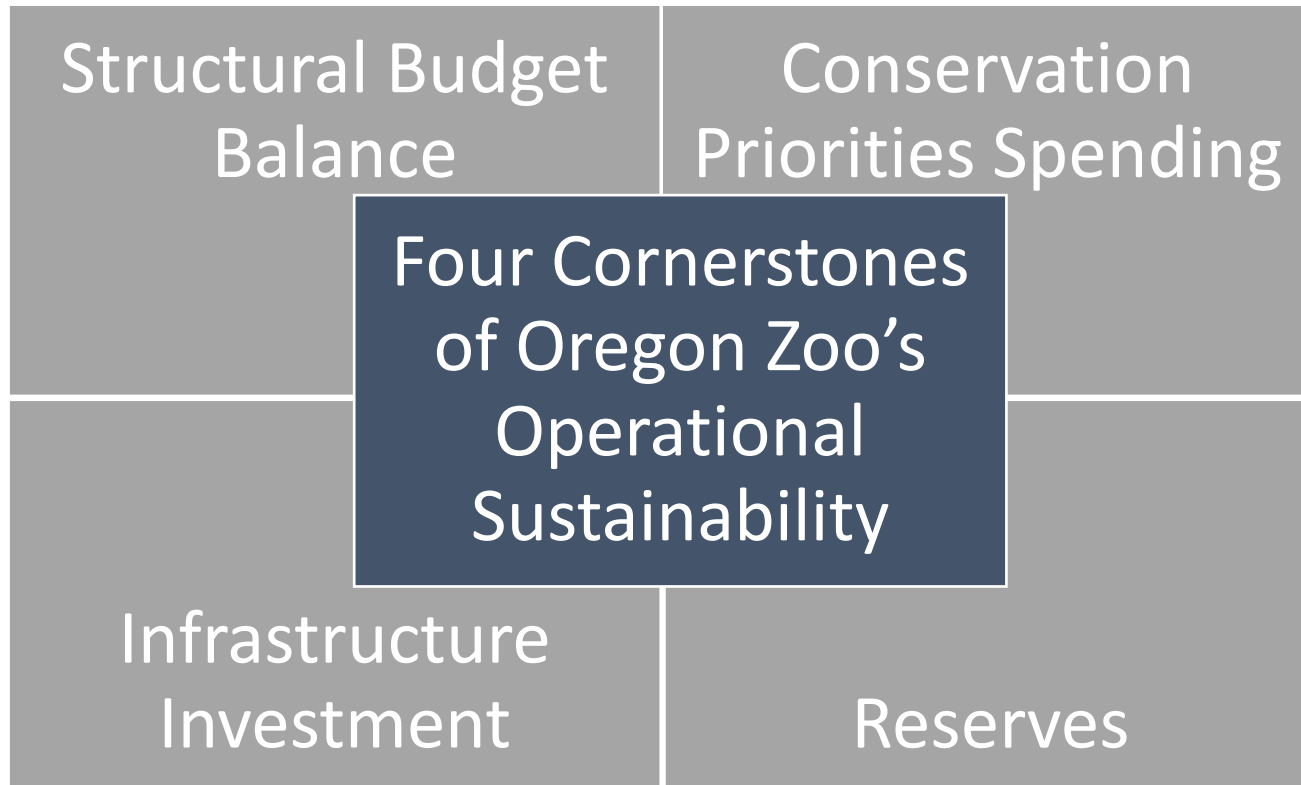 Structural Budget
Balance
Conservation
Priorities Spending
Four Cornerstones
of Oregon Zoo’s
Operational
Sustainability
Infrastructure
Investment
Reserves